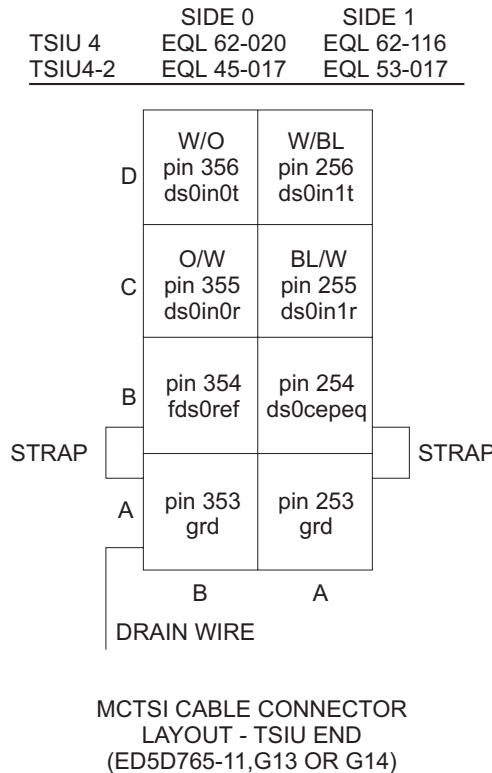 SIDE 0 SIDE 1
TSIU 4 EQL 62-020 EQL 62-116
TSIU4-2 EQL 45-017 EQL 53-017
W/O W/BL
D pin 356 pin 256
ds0in0t ds0in1t
O/W BL/W
C pin 355 pin 255
ds0in0r ds0in1r
B pin 354 pin 254
fds0ref ds0cepeq
STRAP STRAP
A pin 353 pin 253
grd grd
B A
DRAIN WIRE
MCTSI CABLE CONNECTOR
LAYOUT - TSIU END
(ED5D765-11,G13 OR G14)